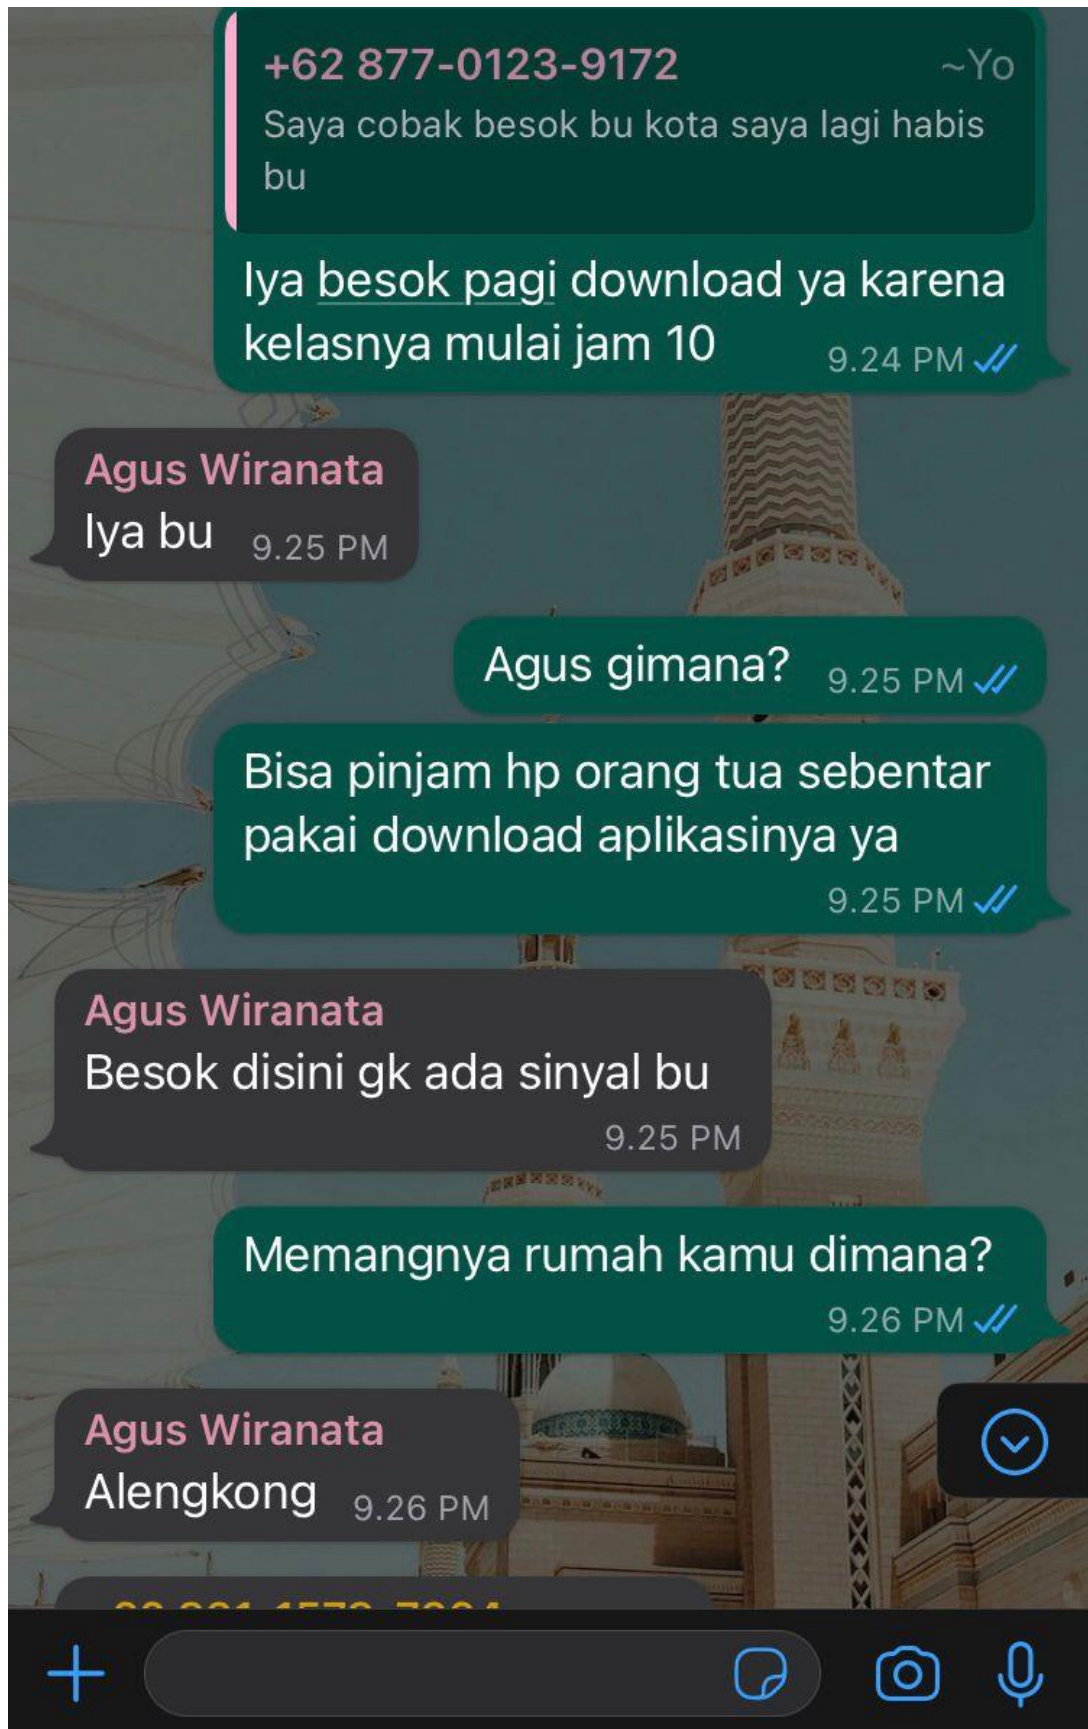 +62 877-0123-9172 ~Yo
Saya cobak besok bu kota saya lagi habis
bu
Iya besok pagi download ya karena
kelasnya mulai jam 10 9.24 PM
Agus Wiranata
Iya bu 9.25 PM
Agus gimana? 9.25 PM
Bisa pinjam hp orang tua sebentar
pakai download aplikasinya ya
9.25 PM
Agus Wiranata
Besok disini gk ada sinyal bu
9.25 PM
Memangnya rumah kamu dimana?
9.26 PM
Agus Wiranata
Alengkong 9.26 PM